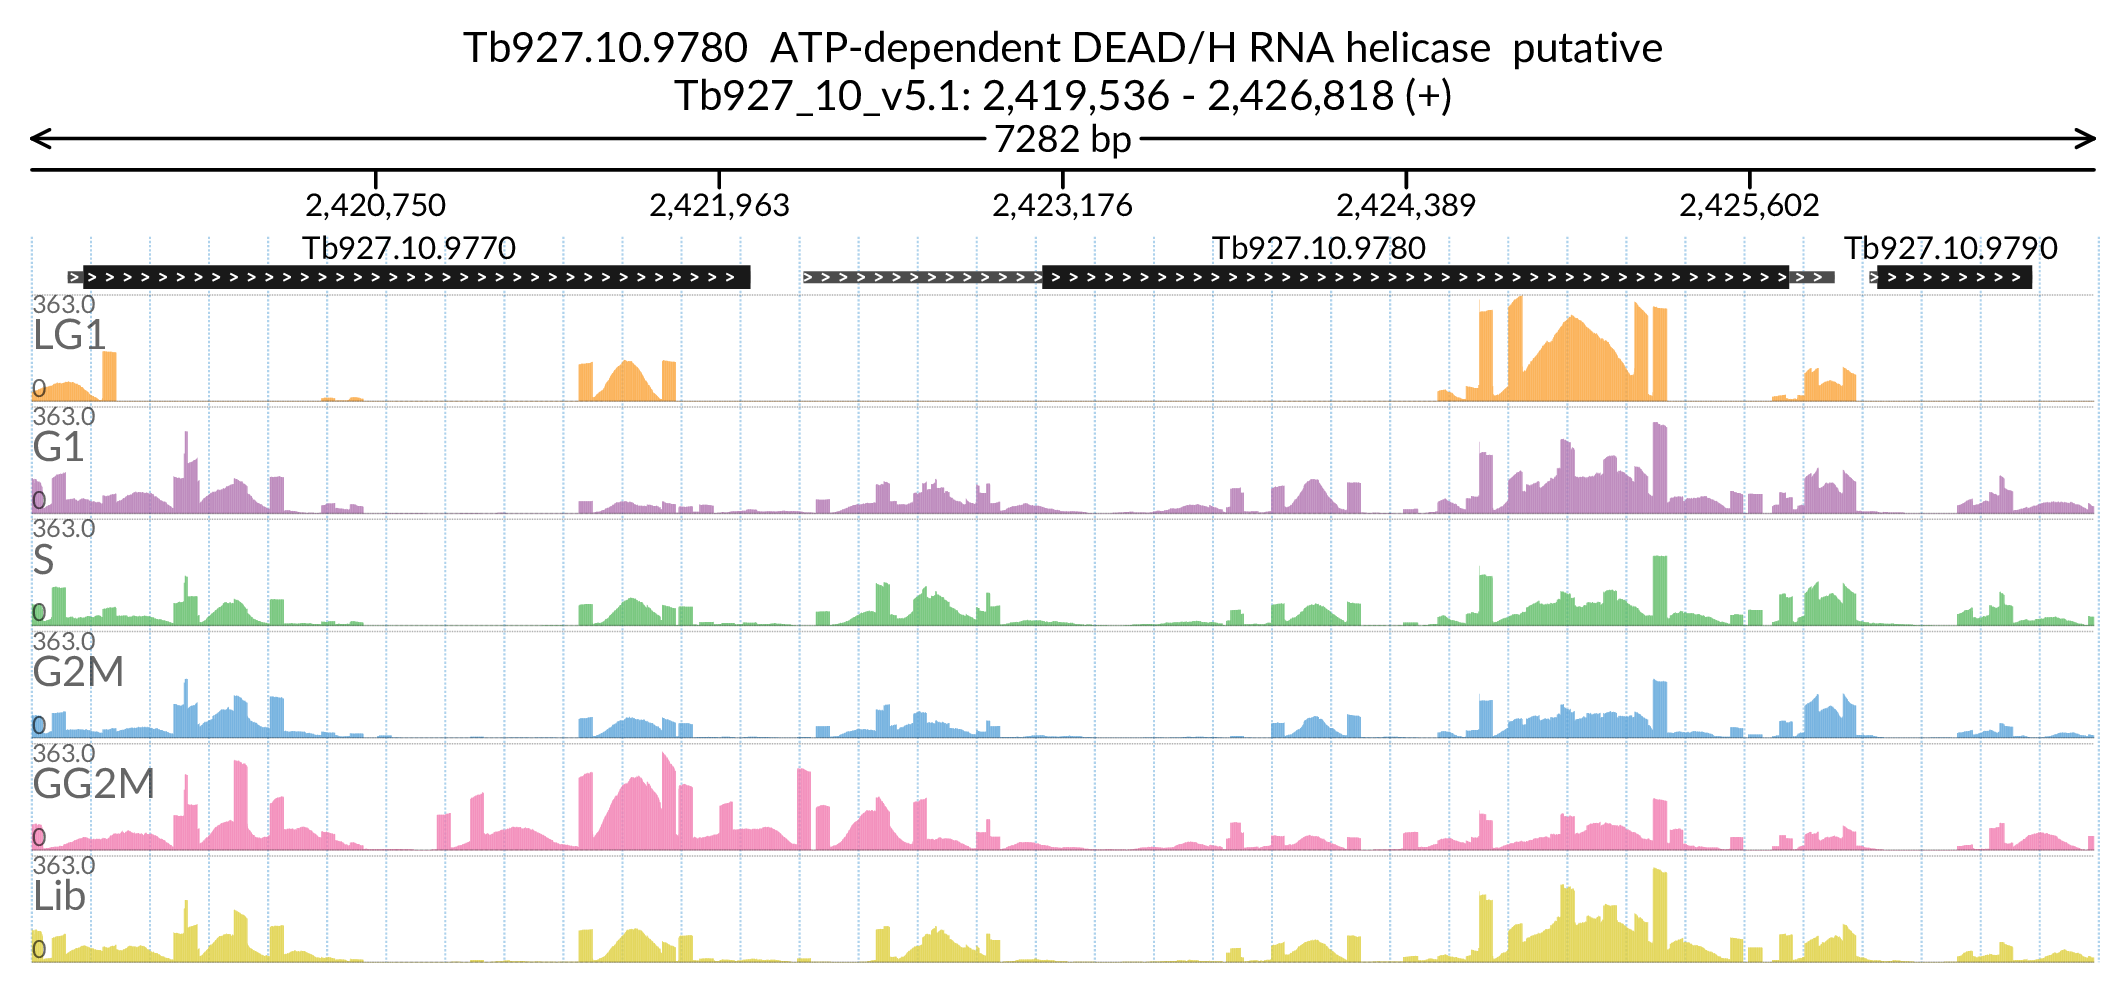 Tb927.10.9780  ATP-dependent DEAD/H RNA helicase  putative
Tb927_10_v5.1: 2,419,536 - 2,426,818 (+)
7282 bp
2,420,750 2,421,963 2,423,176 2,424,389 2,425,602
Tb927.10.9770 Tb927.10.9780 Tb927.10.9790
363.0
LG1
0
363.0
G1
0
363.0
S
0
363.0
G2M
0
363.0
GG2M
0
363.0
Lib
0